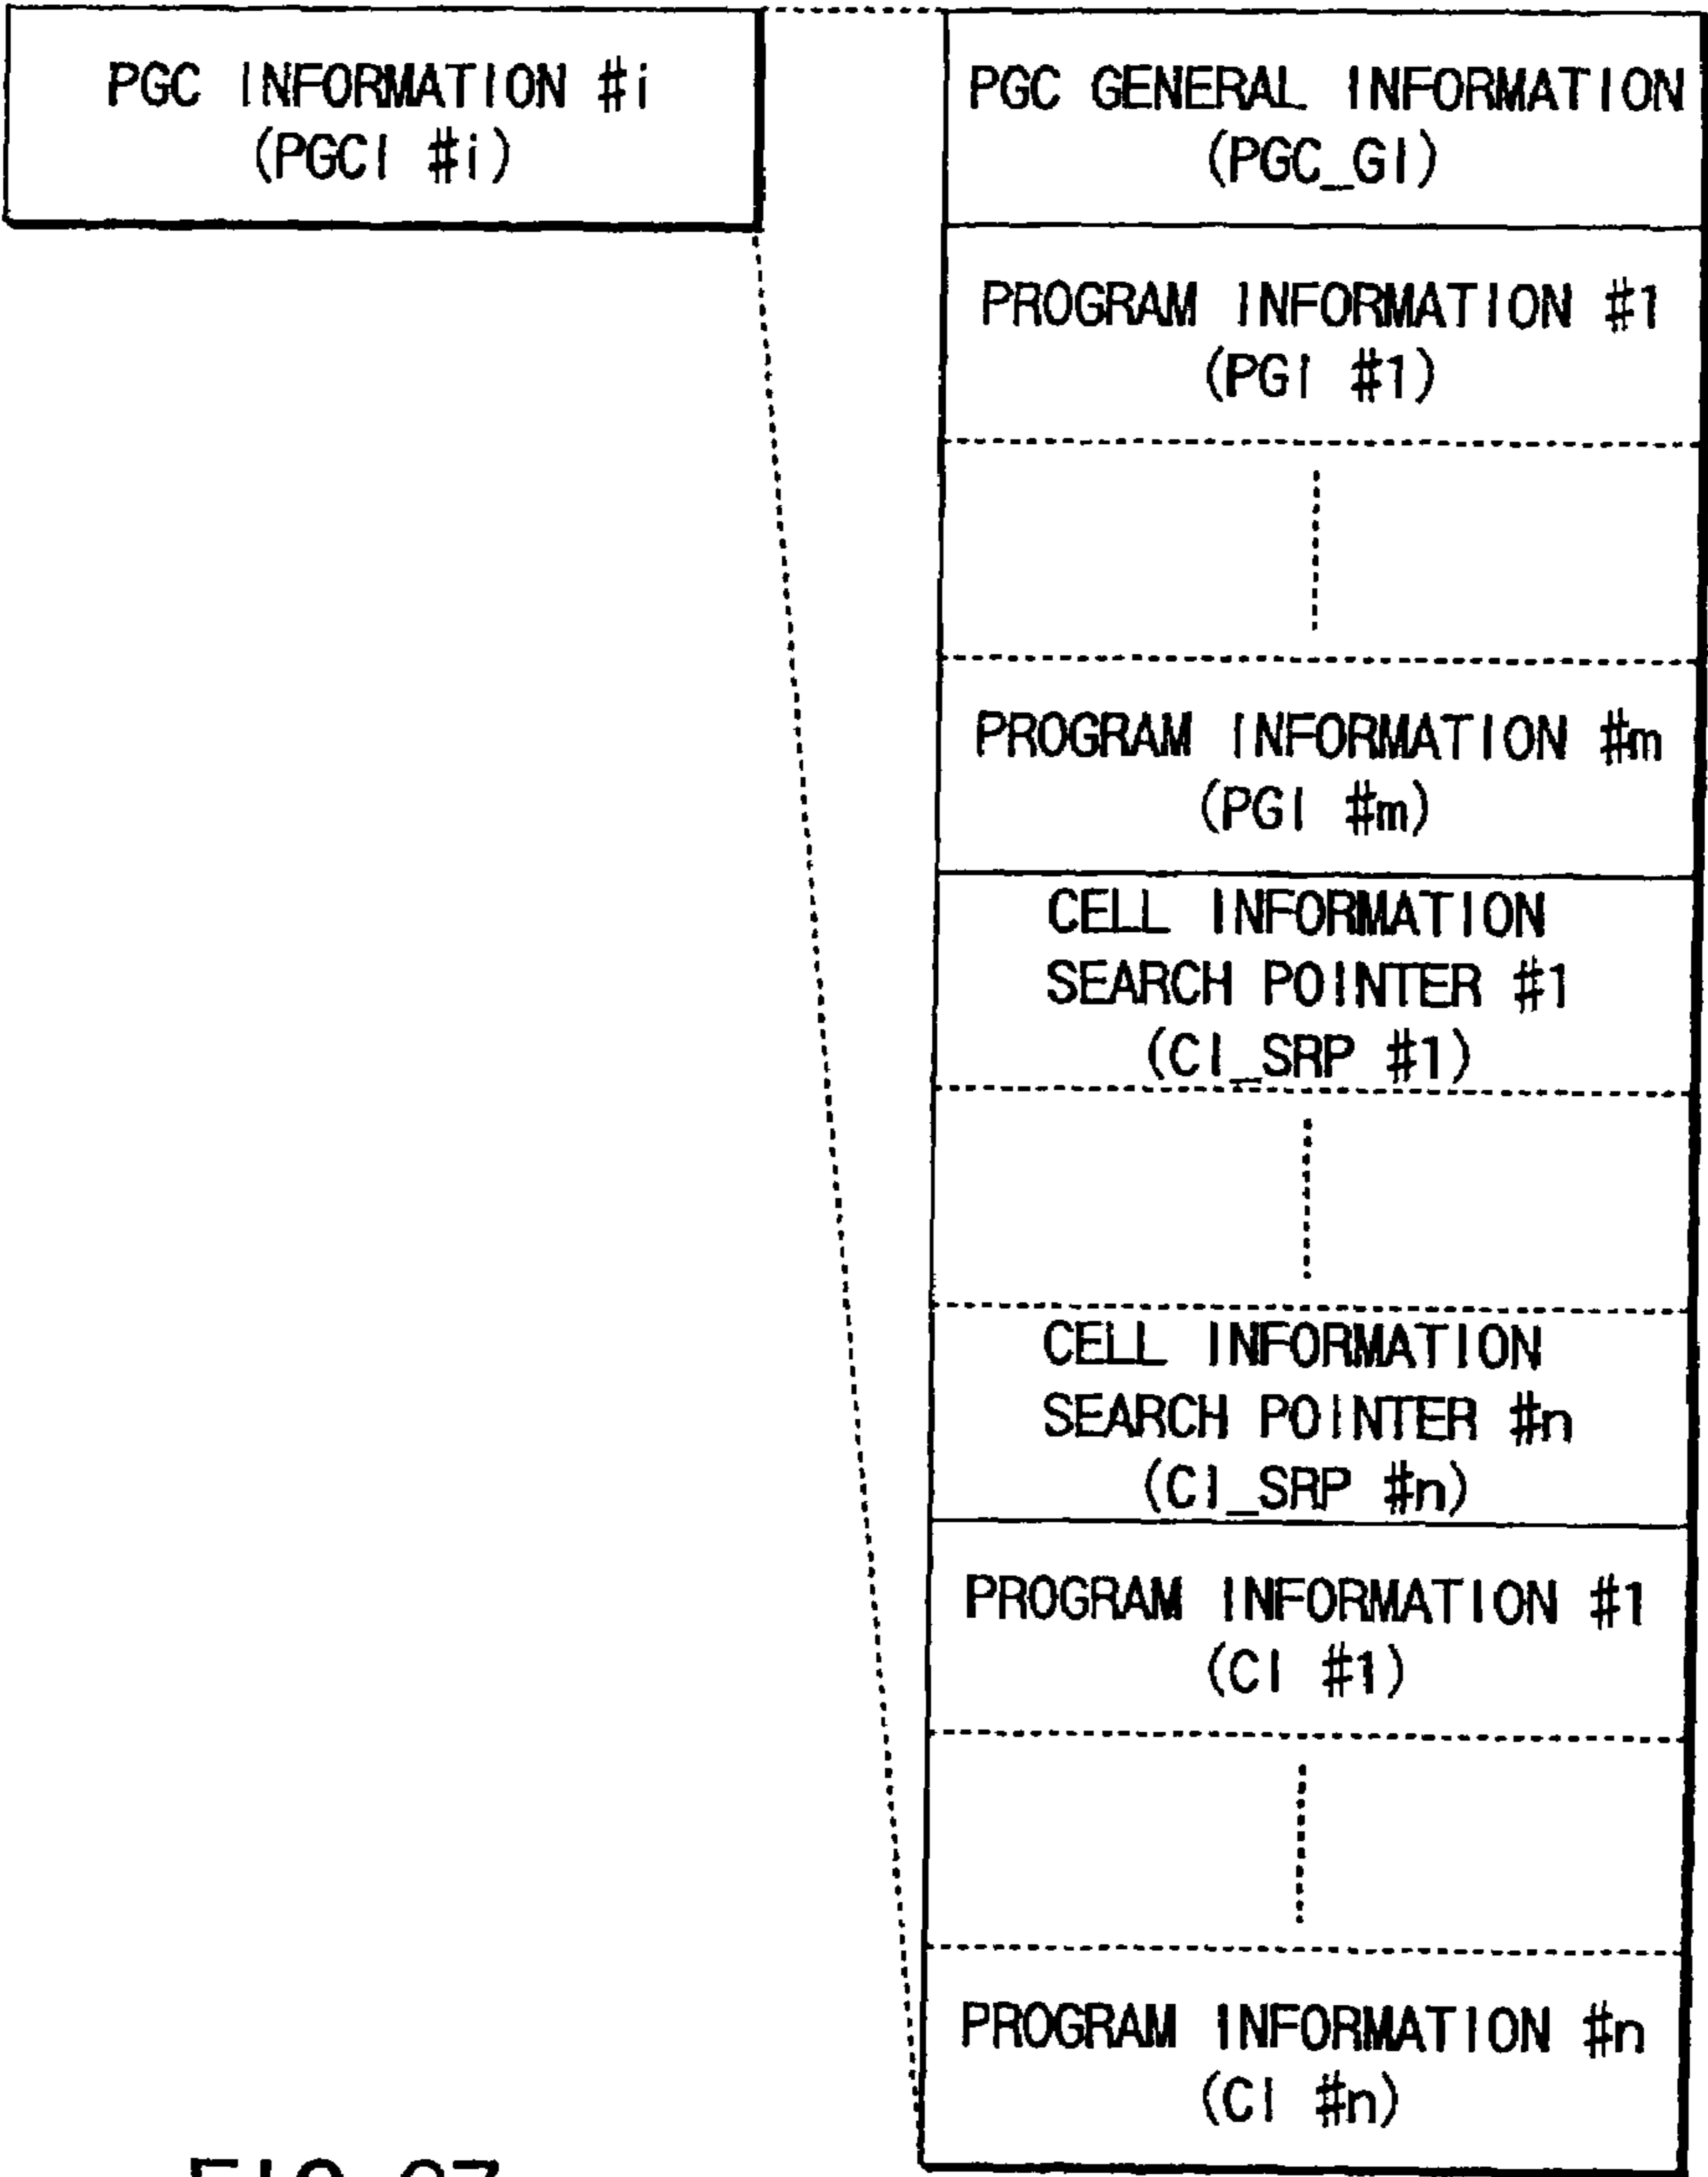 PGC INFORMATION #i
(PGCI #i)
PGC GENERAL INFORMATION
(PGC_GI)
PROGRAM INFORMATION #1
(PGI #1)
PROGRAM INFORMATION #m
(PGI #m)
CELL INFORMATION
SEARCH POINTER #1
(CI_SRP #1)
CELL INFORMATION
SEARCH POINTER #n
(CI_SRP #n)
PROGRAM INFORMATION #1
(CI #1)
PROGRAM INFORMATION #n
(CI #n)